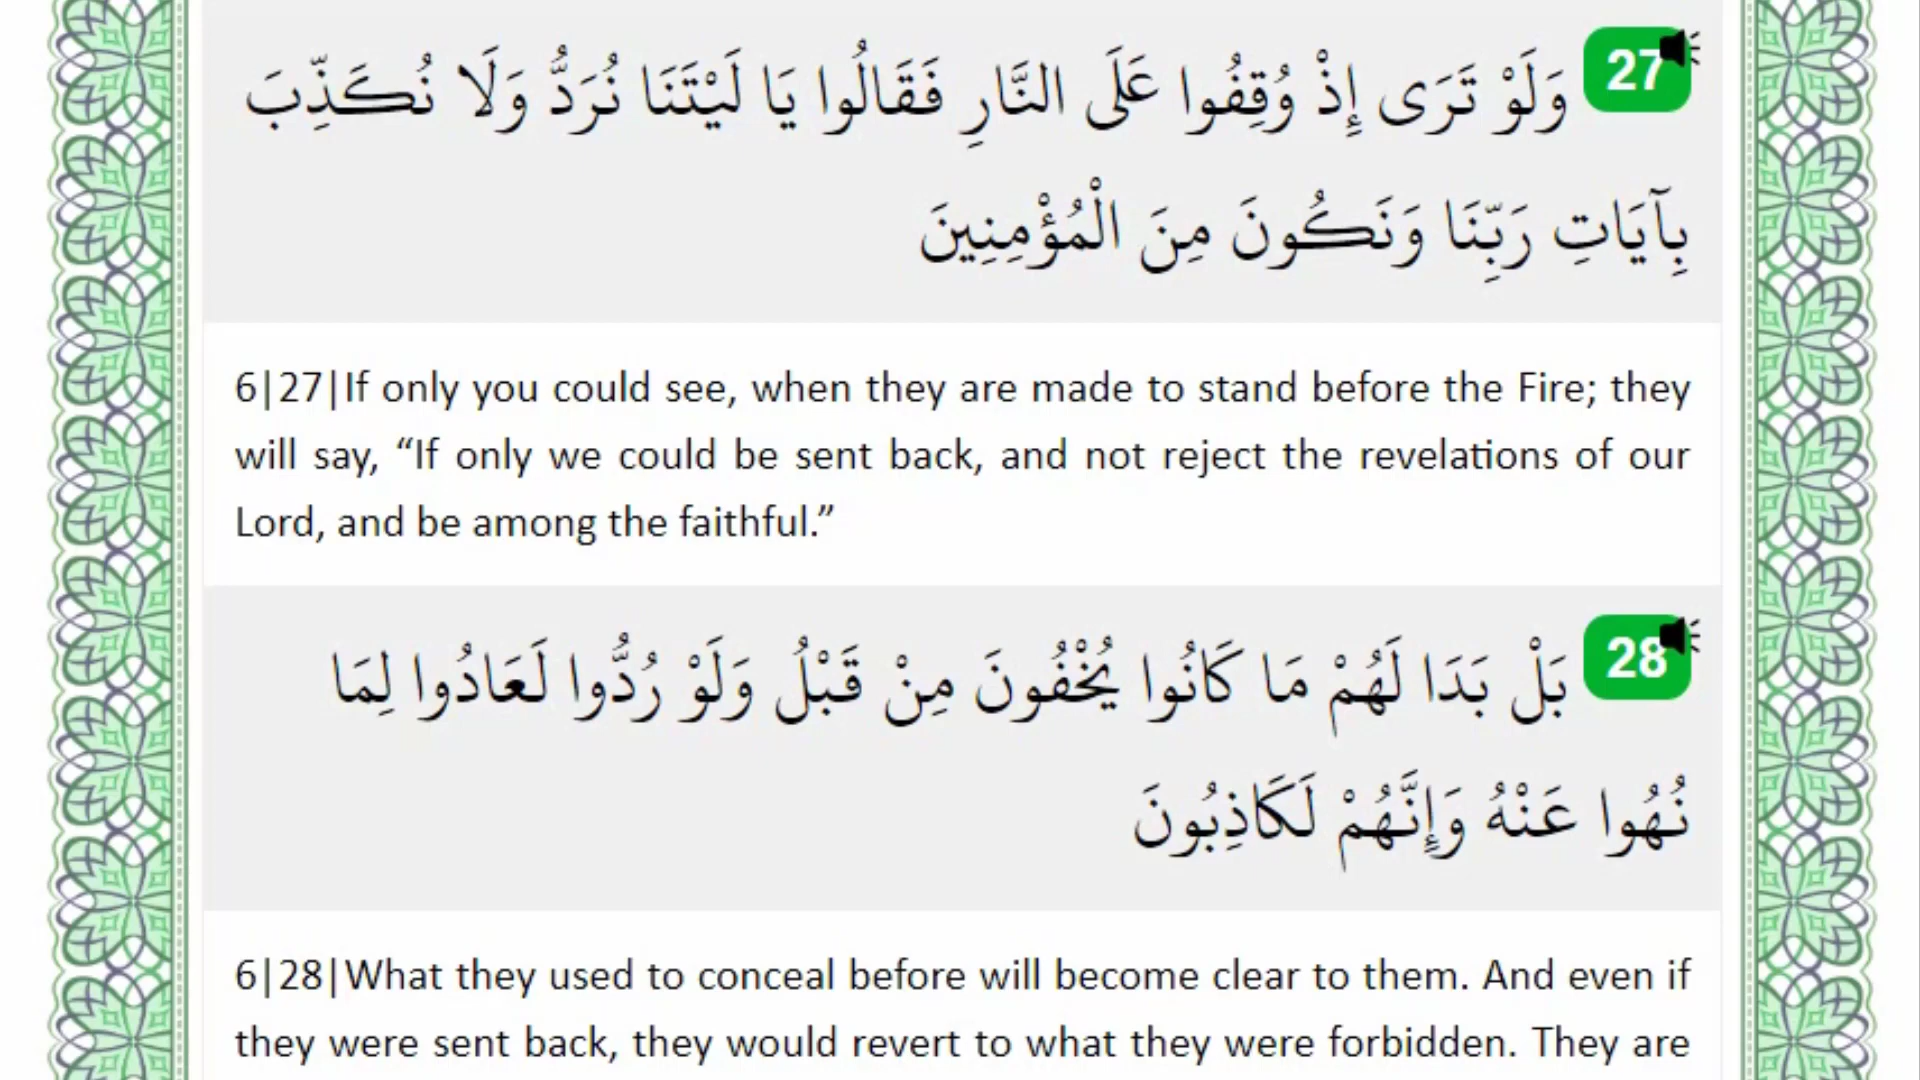 27 وَلَوْ تَرَى إِذْ وُقِفُوا عَلَى النَّارِ فَقَالُوا يَا لَيْتَنَا نُرَدُّ وَلَا نُكَذِّبَ
بِآيَاتِ رَبِّنَا وَنَكُونَ مِنَ الْمُؤْمِنِينَ
6|27|If only you could see, when they are made to stand before the Fire; they
will say, “If only we could be sent back, and not reject the revelations of our
Lord, and be among the faithful.”
28 بَلْ بَدَا لَهُمْ مَا كَانُوا يُخْفُونَ مِنْ قَبْلُ وَلَوْ رُدُّوا لَعَادُوا لِمَا
نُهُوا عَنْهُ وَإِنَّهُمْ لَكَاذِبُونَ
6|28|What they used to conceal before will become clear to them. And even if
they were sent back, they would revert to what they were forbidden. They are